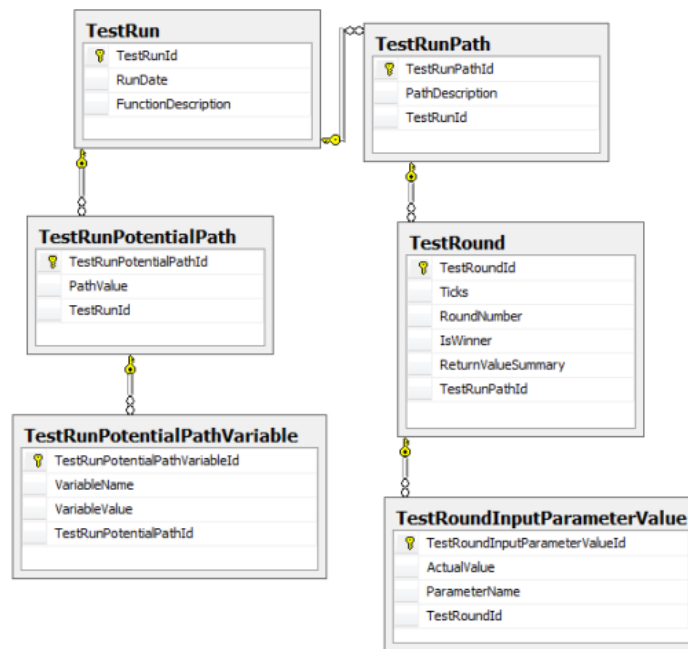 TestRun
TestRunId
RunDate
FunctionDescription
TestRunPath
TestRunPathId
PathDescription
TestRunId
TestRunPotentialPath
TestRunPotentialPathId
PathValue
TestRunId
TestRound
TestRoundId
Ticks
RoundNumber
IsWinner
ReturnValueSummary
TestRunPathId
TestRunPotentialPathVariable
TestRunPotentialPathVariableId
VariableName
VariableValue
TestRunPotentialPathId
TestRoundInputParameterValue
TestRoundInputParameterValueId
ActualValue
ParameterName
TestRoundId